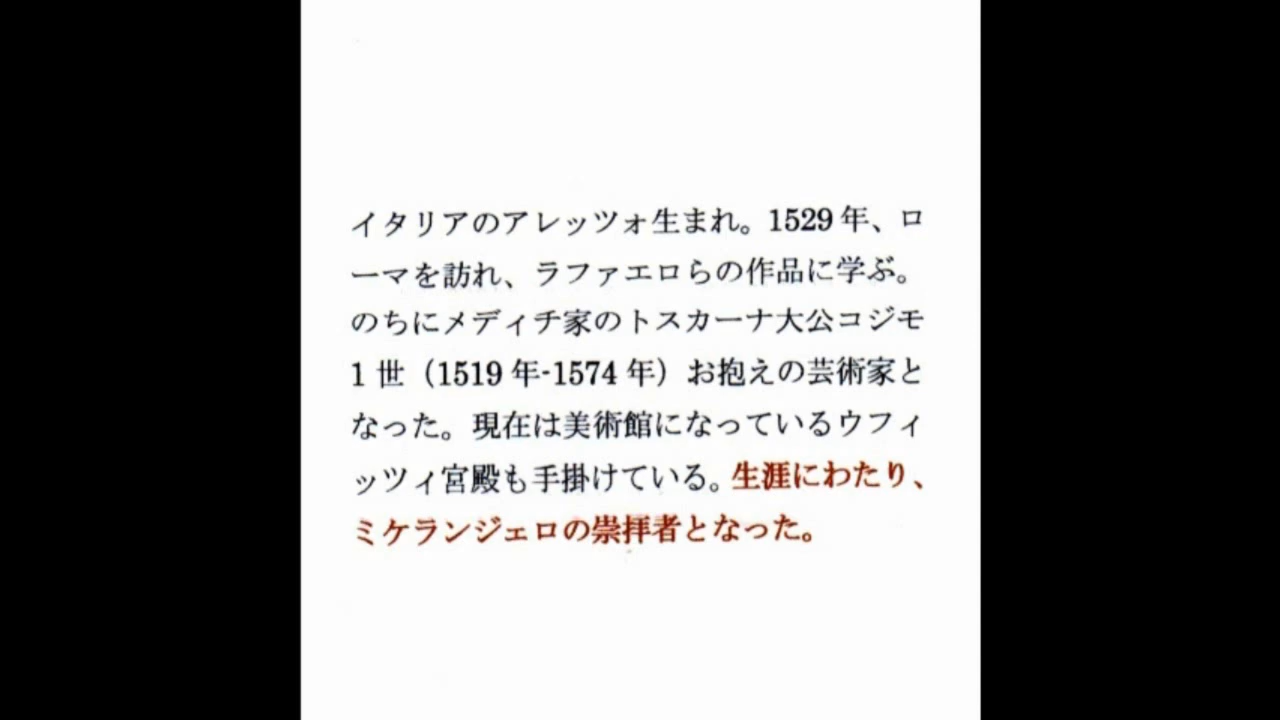 イタリアのアレッツォ生まれ。1529年、ロ
ーマを訪れ、ラファエロらの作品に学ぶ。
のちにメディチ家のトスカーナ大公コジモ
1世（1519年-1574年）お抱えの芸術家と
なった。現在は美術館になっているウフィ
ッツィ宮殿も手掛けている。生涯にわたり、
ミケランジェロの崇拝者となった。